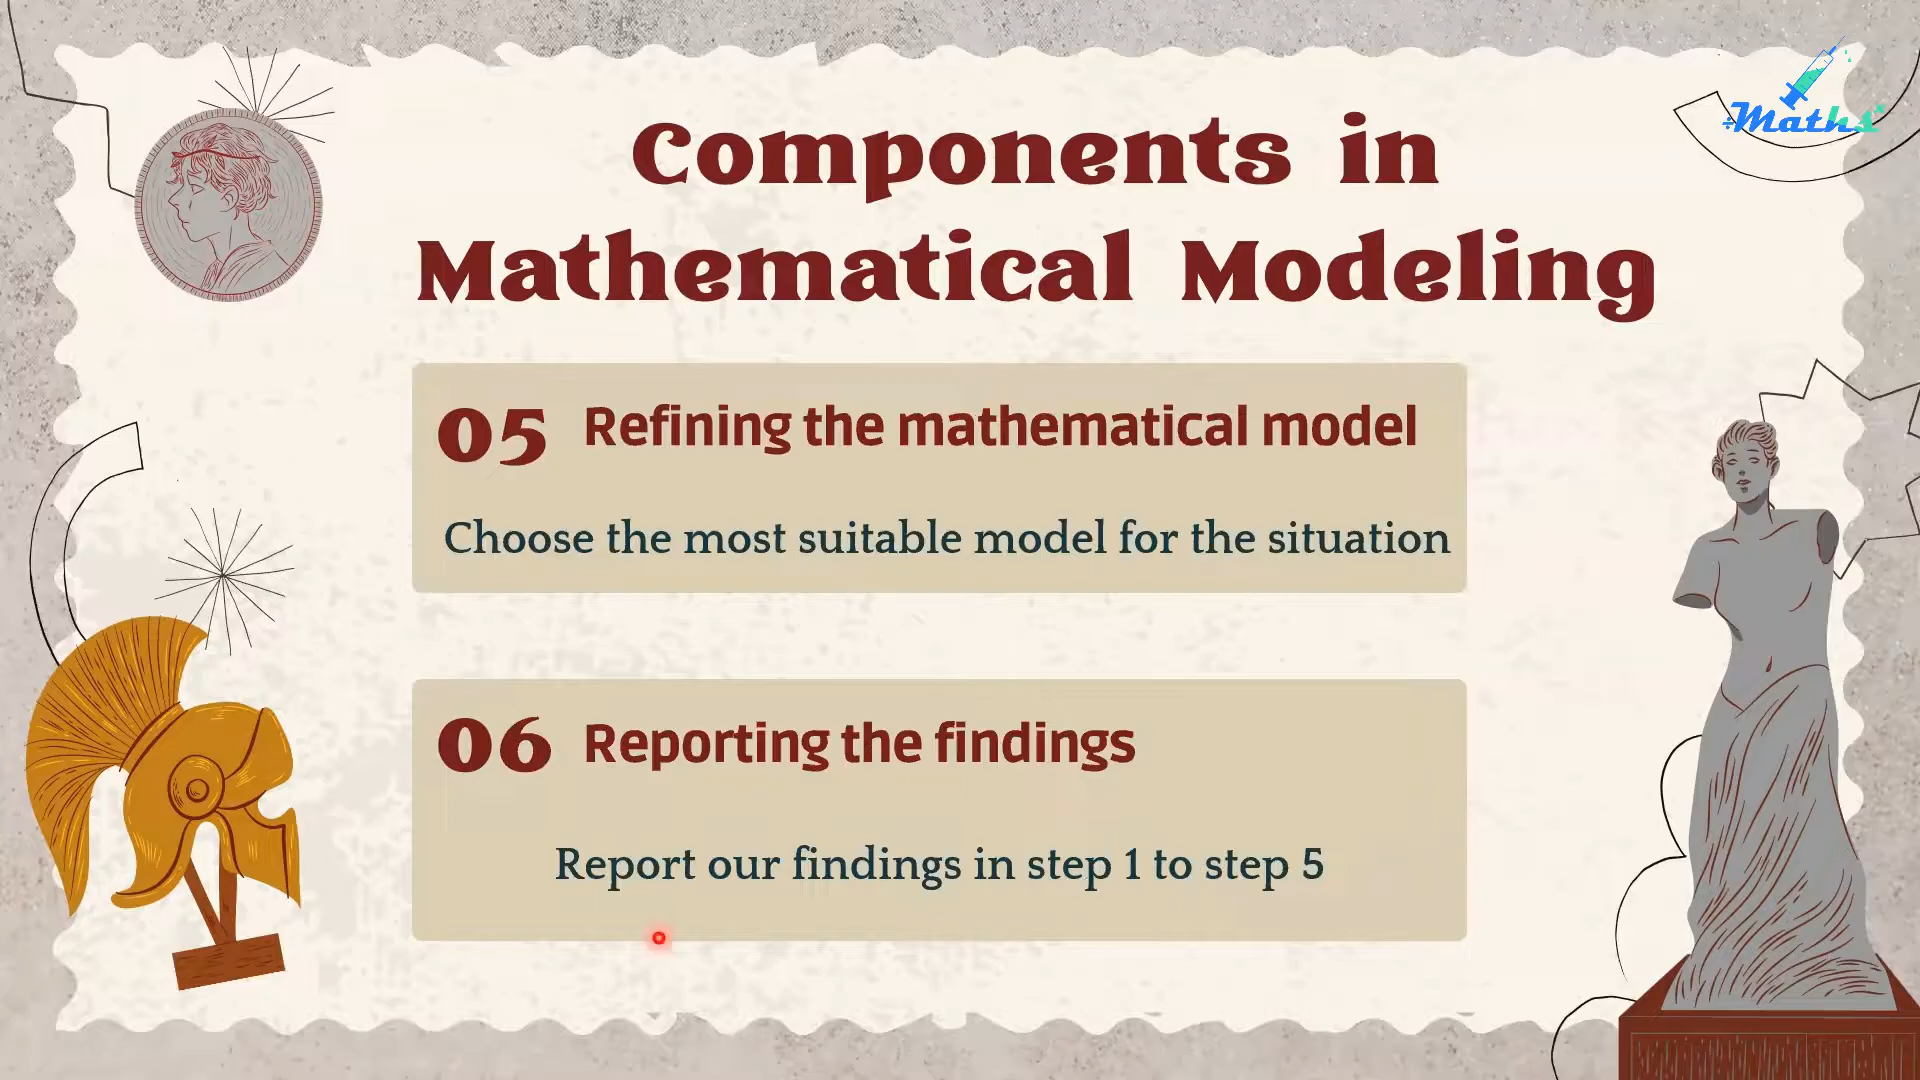 Maths
Components in
Mathematical Modeling
05 Refining the mathematical model
Choose the most suitable model for the situation
06 Reporting the findings
Report our findings in step 1 to step 5